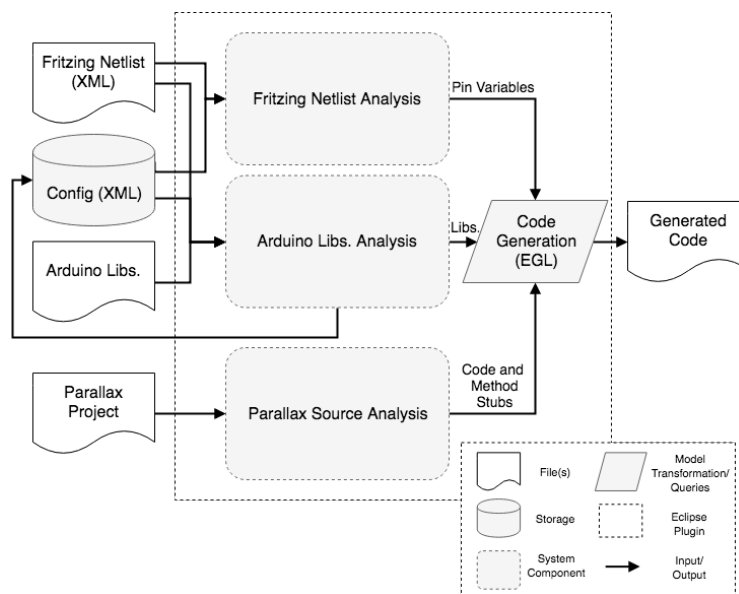 Fritzing Netlist
(XML)
Fritzing Netlist Analysis
Pin Variables
Config (XML)
Arduino Libs. Analysis
Libs.
Code
Generation
(EGL)
Generated
Code
Arduino Libs.
Parallax
Project
Parallax Source Analysis
Code and
Method
Stubs
File(s)
Model
Transformation/
Queries
Storage
Eclipse
Plugin
System
Component
Input/
Output